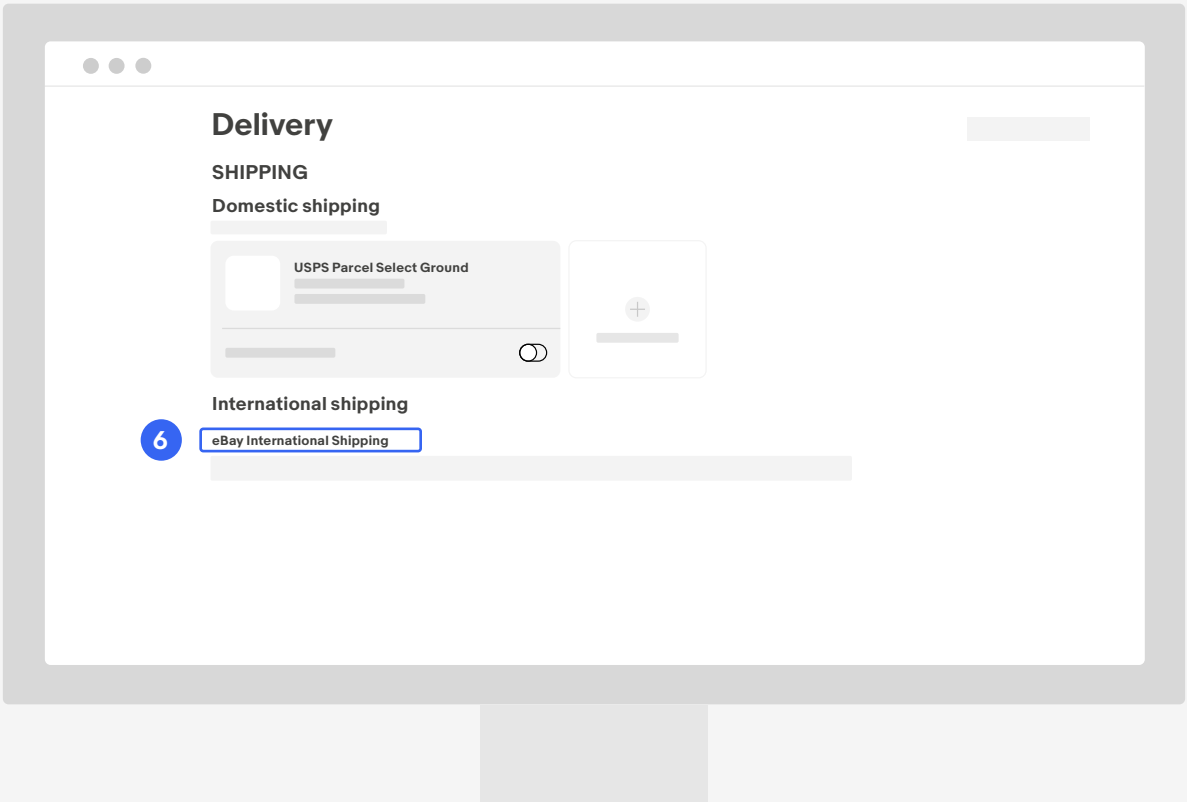 Delivery
SHIPPING
Domestic shipping
USPS Parcel Select Ground
International shipping
6
eBay International Shipping